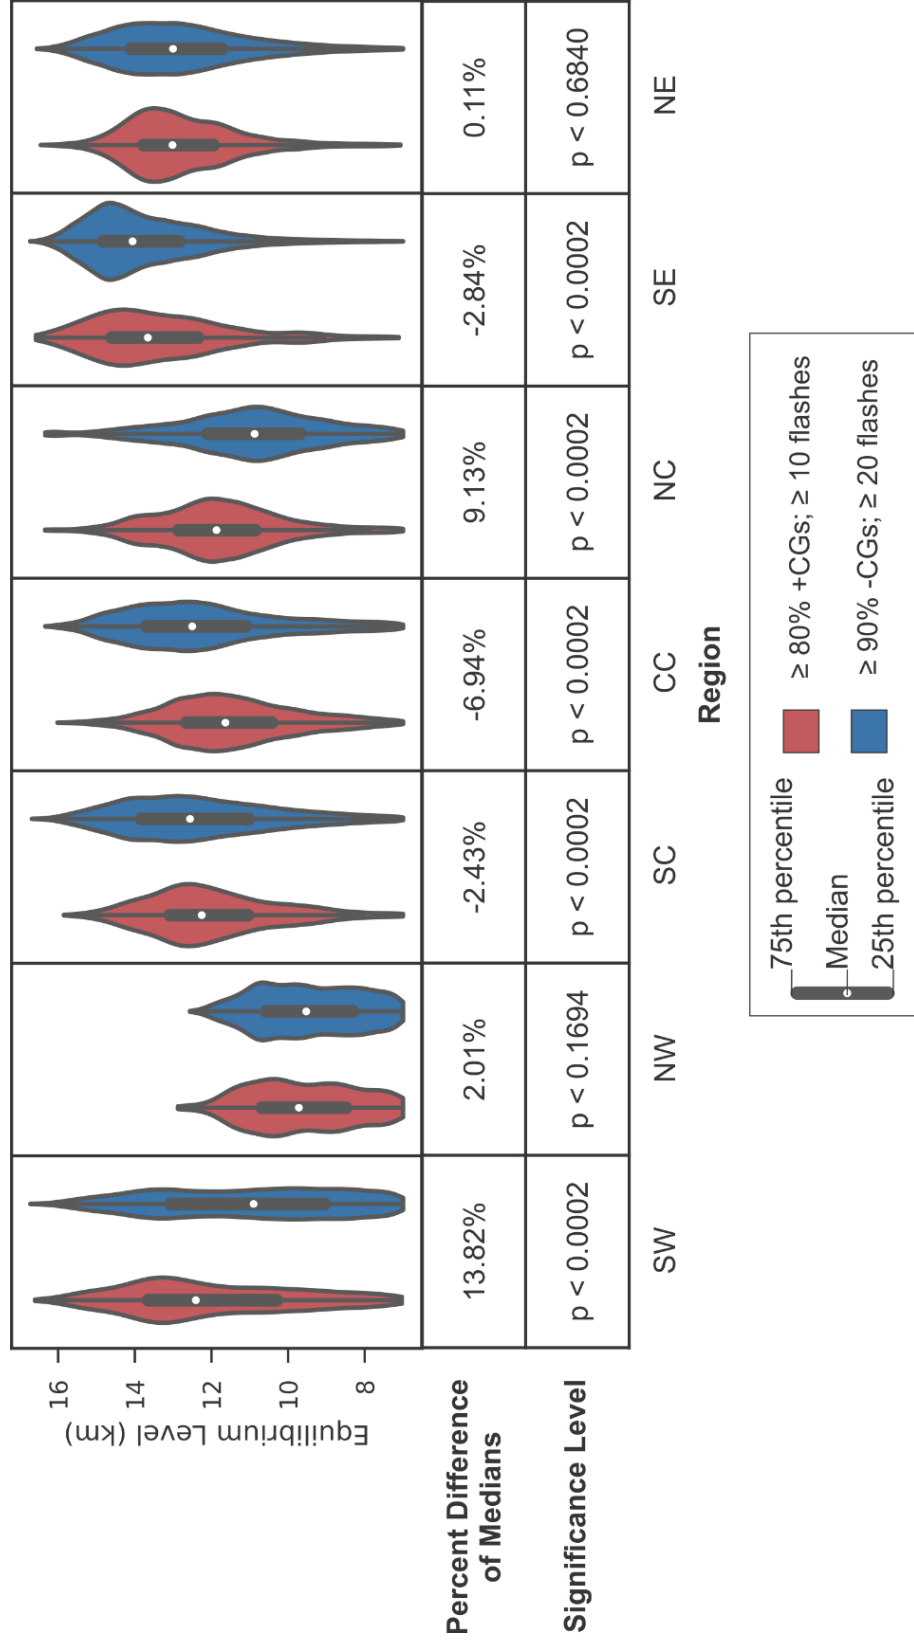 16
14
12
10
8
Equilibrium Level (km)
Percent Difference
of Medians
13.82%
2.01%
-2.43%
-6.94%
9.13%
-2.84%
0.11%
Significance Level
p < 0.0002
p < 0.1694
p < 0.0002
p < 0.0002
p < 0.0002
p < 0.0002
p < 0.6840
SW
NW
SC
CC
NC
SE
NE
Region
75th percentile
Median
25th percentile
≥ 80% +CGs; ≥ 10 flashes
≥ 90% -CGs; ≥ 20 flashes